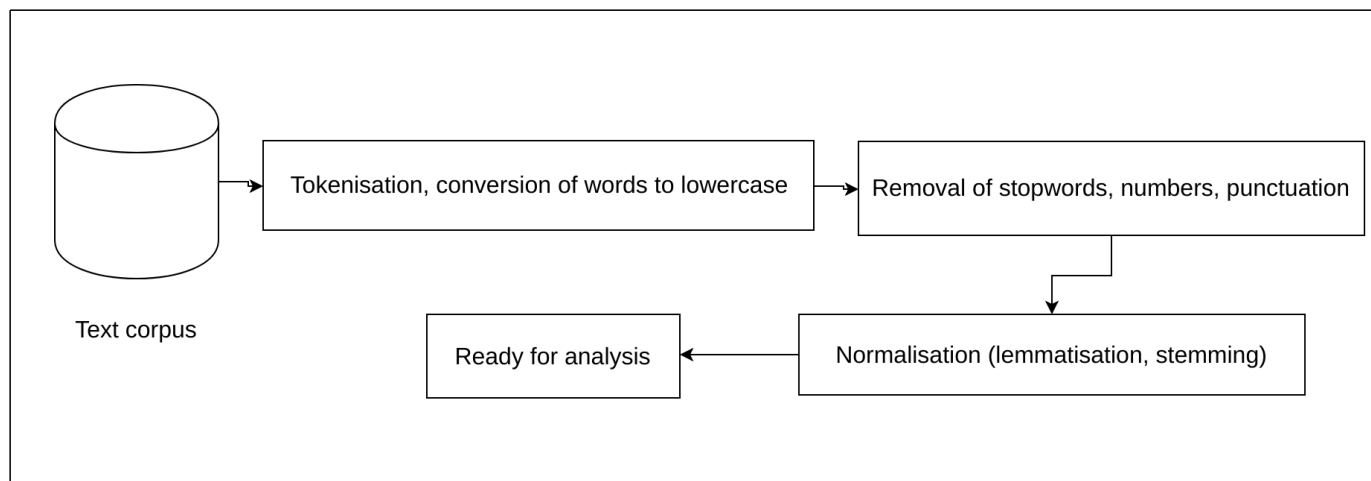 Tokenisation, conversion of words to lowercase
Removal of stopwords, numbers, punctuation
Text corpus
Ready for analysis
Normalisation (lemmatisation, stemming)